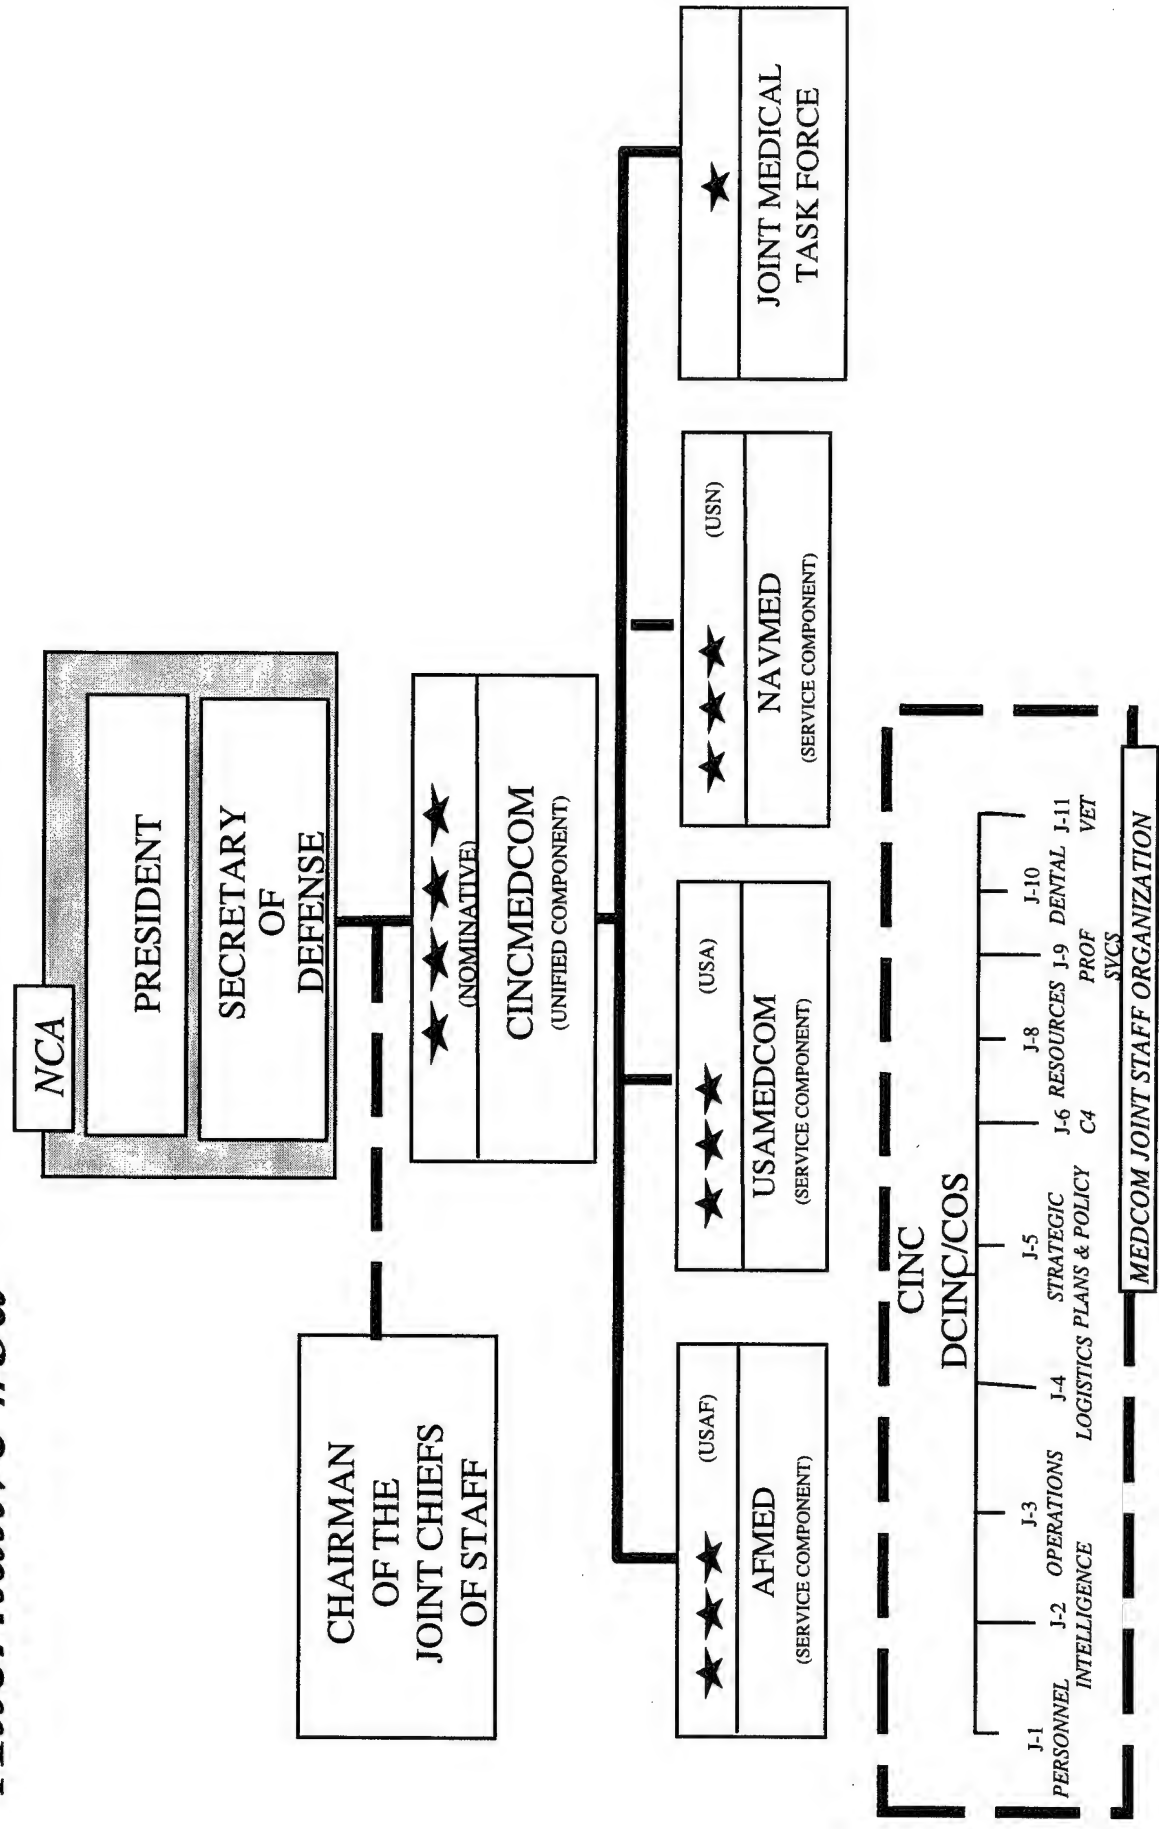 NCA
PRESIDENT
SECRETARY
OF
DEFENSE
CHAIRMAN
OF THE
JOINT CHIEFS
OF STAFF
(NOMINATIVE)
CINCMEDCOM
(UNIFIED COMPONENT)
(USAF)
AFMED
(SERVICE COMPONENT)
(USA)
USAMEDCOM
(SERVICE COMPONENT)
(USN)
NAVMED
(SERVICE COMPONENT)
JOINT MEDICAL
TASK FORCE
CINC
DCINC/COS
J-1
PERSONNEL
J-2
INTELLIGENCE
J-3
OPERATIONS
J-4
LOGISTICS
J-5
STRATEGIC
PLANS & POLICY
J-6
C4
J-8
RESOURCES
J-9
PROF
SVCS
J-10
DENTAL
J-11
VET
MEDCOM JOINT STAFF ORGANIZATION